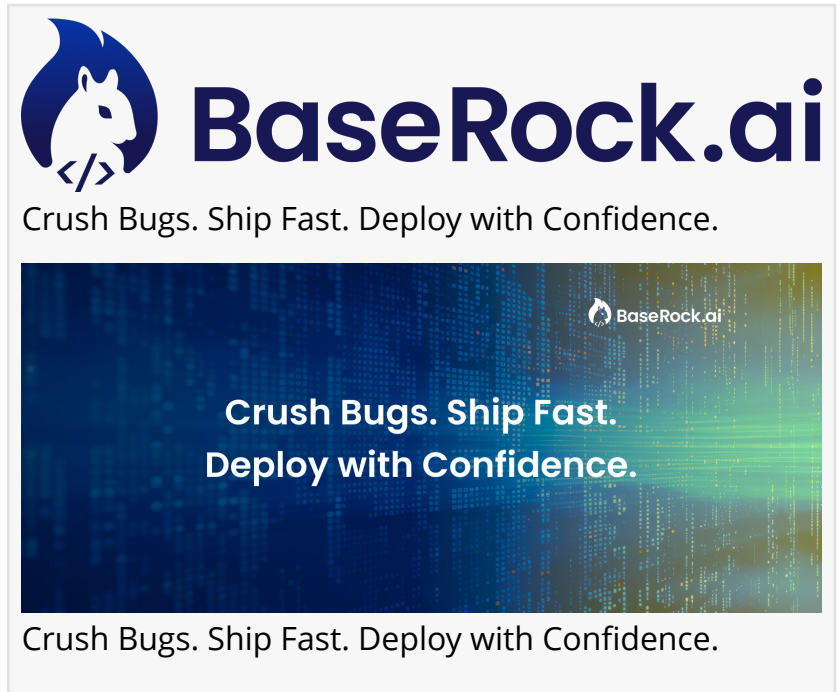 </> BaseRock.ai
Crush Bugs. Ship Fast. Deploy with Confidence.
</> BaseRock.ai
Crush Bugs. Ship Fast.
Deploy with Confidence.
Crush Bugs. Ship Fast. Deploy with Confidence.